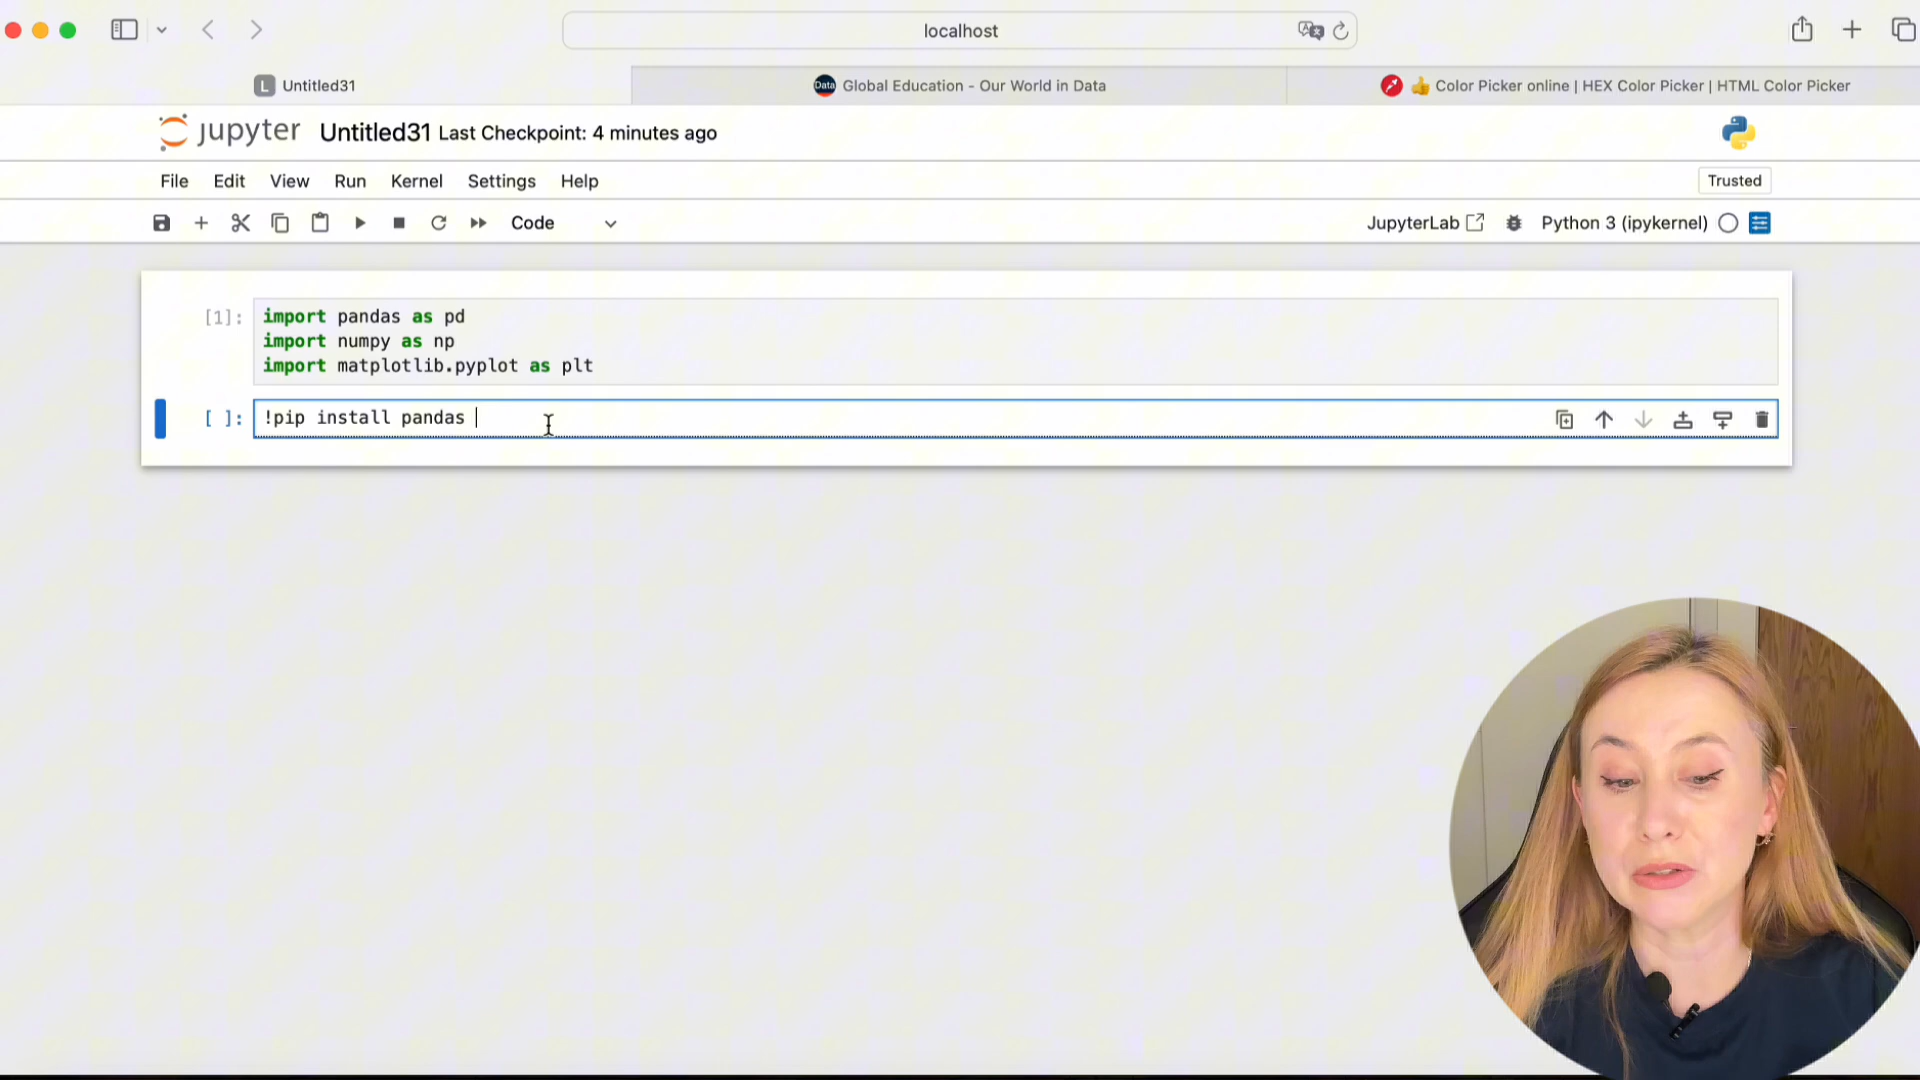 localhost
Untitled31
Data Global Education - Our World in Data
Color Picker online | HEX Color Picker | HTML Color Picker
jupyter Untitled31 Last Checkpoint: 4 minutes ago
File Edit View Run Kernel Settings Help
Trusted
Code
JupyterLab
Python 3 (ipykernel)
[1]: import pandas as pd
import numpy as np
import matplotlib.pyplot as plt
[ ]: !pip install pandas